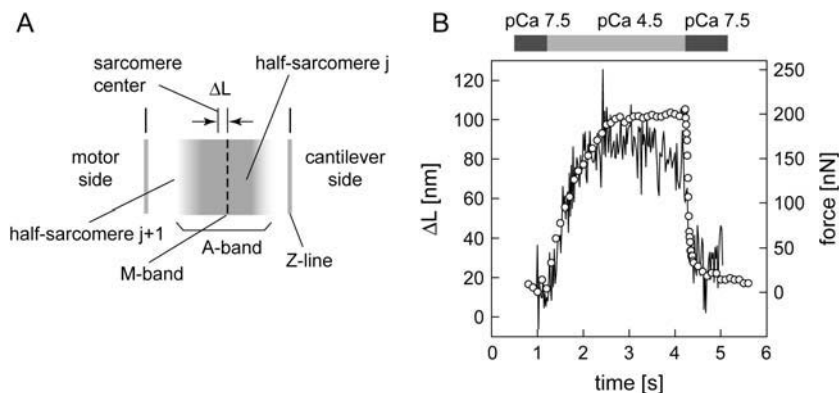 A
sarcomere
center
ΔL
half-sarcomere j
motor
side
cantilever
side
half-sarcomere j+1
A-band
M-band
Z-line
B
pCa 7.5 pCa 4.5 pCa 7.5
120
100
80
60
40
20
0
ΔL [nm]
250
200
150
100
50
0
force [nN]
0 1 2 3 4 5 6
time [s]